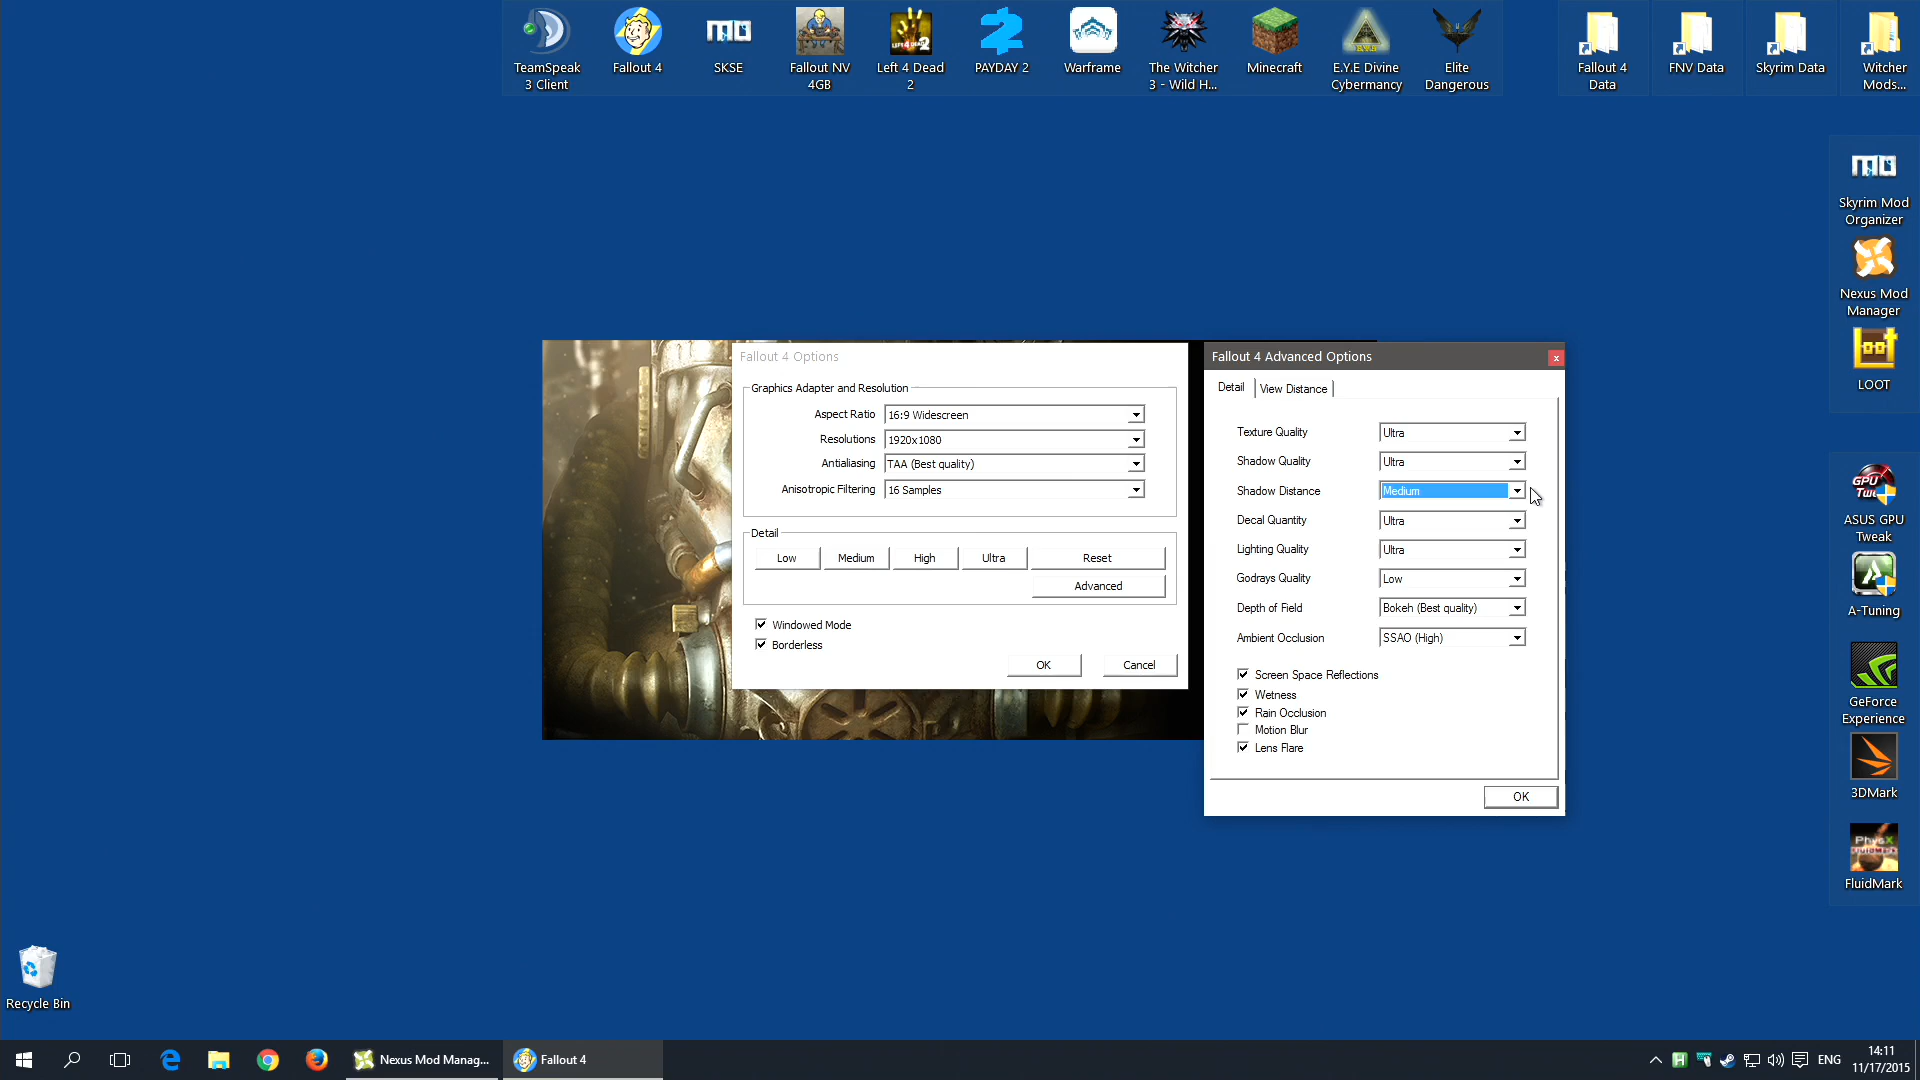 TeamSpeak
3 Client
Fallout 4
SKSE
Fallout NV
4GB
Left 4 Dead
2
PAYDAY 2
Warframe
The Witcher
3 - Wild H...
Minecraft
E.Y.E Divine
Cybermancy
Elite
Dangerous
Fallout 4
Data
FNV Data
Skyrim Data
Witcher
Mods...
Skyrim Mod
Organizer
Nexus Mod
Manager
loot
LOOT
ASUS GPU
Tweak
A-Tuning
GeForce
Experience
3DMark
FluidMark
Fallout 4 Options
Graphics Adapter and Resolution
Aspect Ratio 16:9 Widescreen
Resolutions 1920x1080
Antialiasing TAA (Best quality)
Anisotropic Filtering 16 Samples
Detail
Low Medium High Ultra Reset
Advanced
Windowed Mode
Borderless
OK Cancel
Fallout 4 Advanced Options
x
Detail View Distance
Texture Quality Ultra
Shadow Quality Ultra
Shadow Distance Medium
Decal Quantity Ultra
Lighting Quality Ultra
Godrays Quality Low
Depth of Field Bokeh (Best quality)
Ambient Occlusion SSAO (High)
Screen Space Reflections
Wetness
Rain Occlusion
Motion Blur
Lens Flare
OK
Recycle Bin
Nexus Mod Manag...
Fallout 4
ENG
14:11
11/17/2015